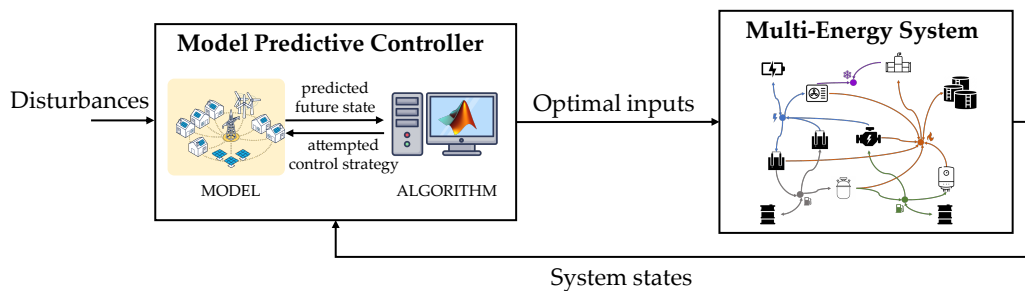 Model Predictive Controller
Multi-Energy System
Disturbances
predicted
future state
attempted
control strategy
MODEL
ALGORITHM
Optimal inputs
System states